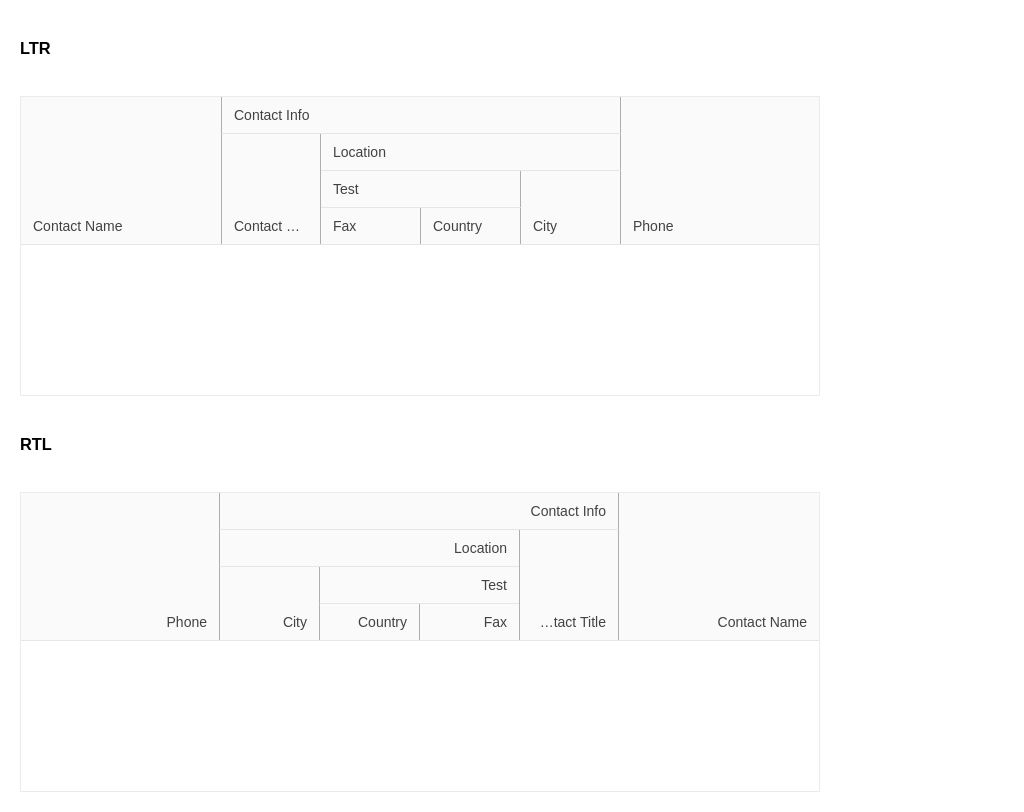 LTR
Contact Info
Location
Test
Contact Name
Contact …
Fax
Country
City
Phone
RTL
Contact Info
Location
Test
Phone
City
Country
Fax
…tact Title
Contact Name